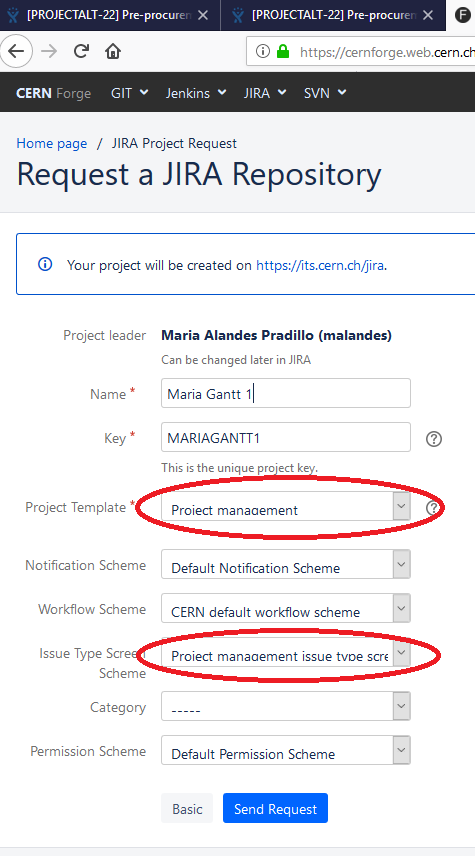 [PROJECTALT-22] Pre-procuren
[PROJECTALT-22] Pre-procuren
F
https://cernforge.web.cern.ch
CERN Forge GIT Jenkins JIRA SVN
Home page / JIRA Project Request
Request a JIRA Repository
Your project will be created on https://its.cern.ch/jira.
Project leader Maria Alandes Pradillo (malandes)
Can be changed later in JIRA
Name * Maria Gantt 1
Key * MARIAGANTT1
This is the unique project key.
Project Template * Project management
Notification Scheme Default Notification Scheme
Workflow Scheme CERN default workflow scheme
Issue Type Screen Project management issue type scre
Scheme
Category -----
Permission Scheme Default Permission Scheme
Basic Send Request